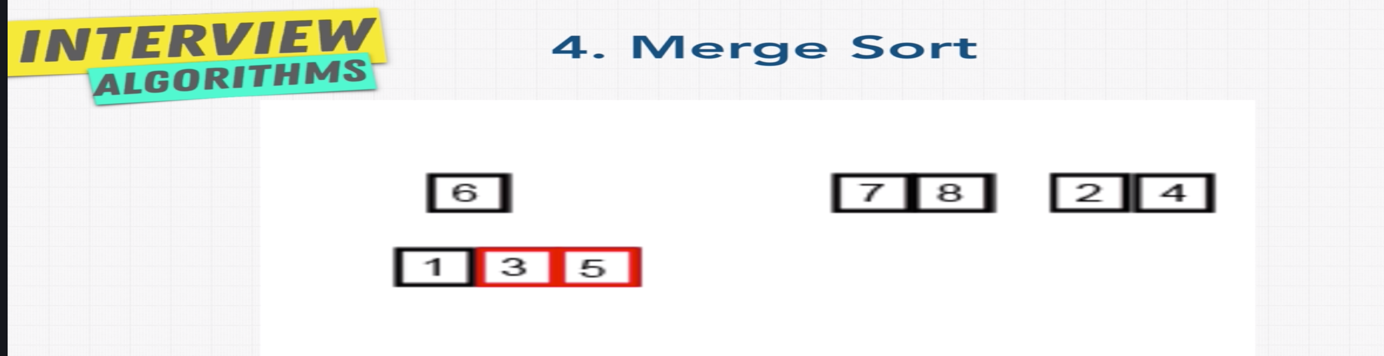 INTERVIEW
ALGORITHMS
4. Merge Sort
6 7 8 2 4
1 3 5